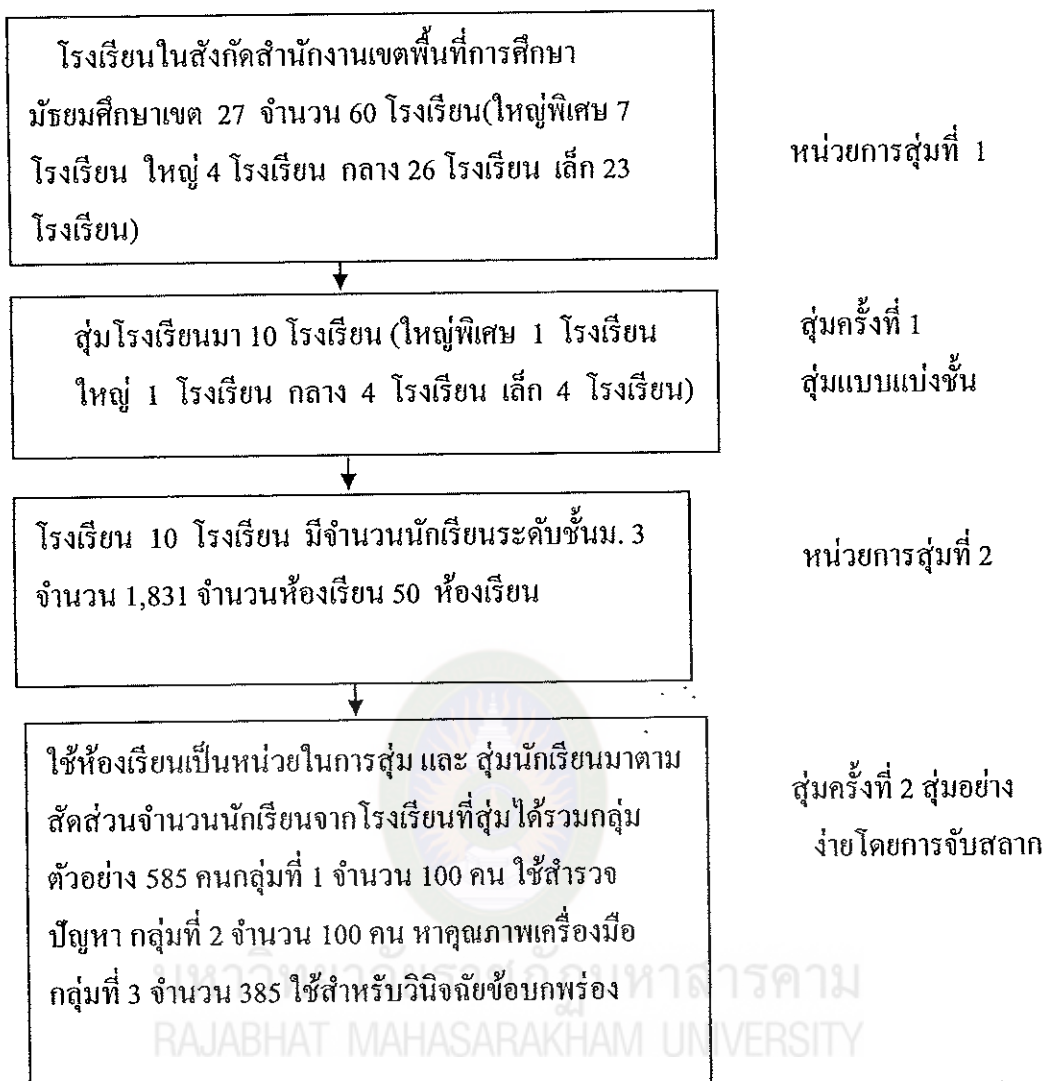 โรงเรียนในสังกัดสำนักงานเขตพื้นที่การศึกษา
มัธยมศึกษาเขต 27 จำนวน 60 โรงเรียน(ใหญ่พิเศษ 7
โรงเรียน ใหญ่ 4 โรงเรียน กลาง 26 โรงเรียน เล็ก 23
โรงเรียน)
หน่วยการสุ่มที่ 1
สุ่มโรงเรียนมา 10 โรงเรียน (ใหญ่พิเศษ 1 โรงเรียน
ใหญ่ 1 โรงเรียน กลาง 4 โรงเรียน เล็ก 4 โรงเรียน)
สุ่มครั้งที่ 1
สุ่มแบบแบ่งชั้น
โรงเรียน 10 โรงเรียน มีจำนวนนักเรียนระดับชั้นม. 3
จำนวน 1,831 จำนวนห้องเรียน 50 ห้องเรียน
หน่วยการสุ่มที่ 2
ใช้ห้องเรียนเป็นหน่วยในการสุ่ม และ สุ่มนักเรียนมาตาม
สัดส่วนจำนวนนักเรียนจากโรงเรียนที่สุ่มได้รวมกลุ่ม
ตัวอย่าง 585 คนกลุ่มที่ 1 จำนวน 100 คน ใช้สำรวจ
ปัญหา กลุ่มที่ 2 จำนวน 100 คน หาคุณภาพเครื่องมือ
กลุ่มที่ 3 จำนวน 385 ใช้สำหรับวินิจฉัยข้อบกพร่อง
สุ่มครั้งที่ 2 สุ่มอย่าง
ง่ายโดยการจับสลาก
มหาวิทยาลัยราชภัฏมหาสารคาม
RAJABHAT MAHASARAKHAM UNIVERSITY